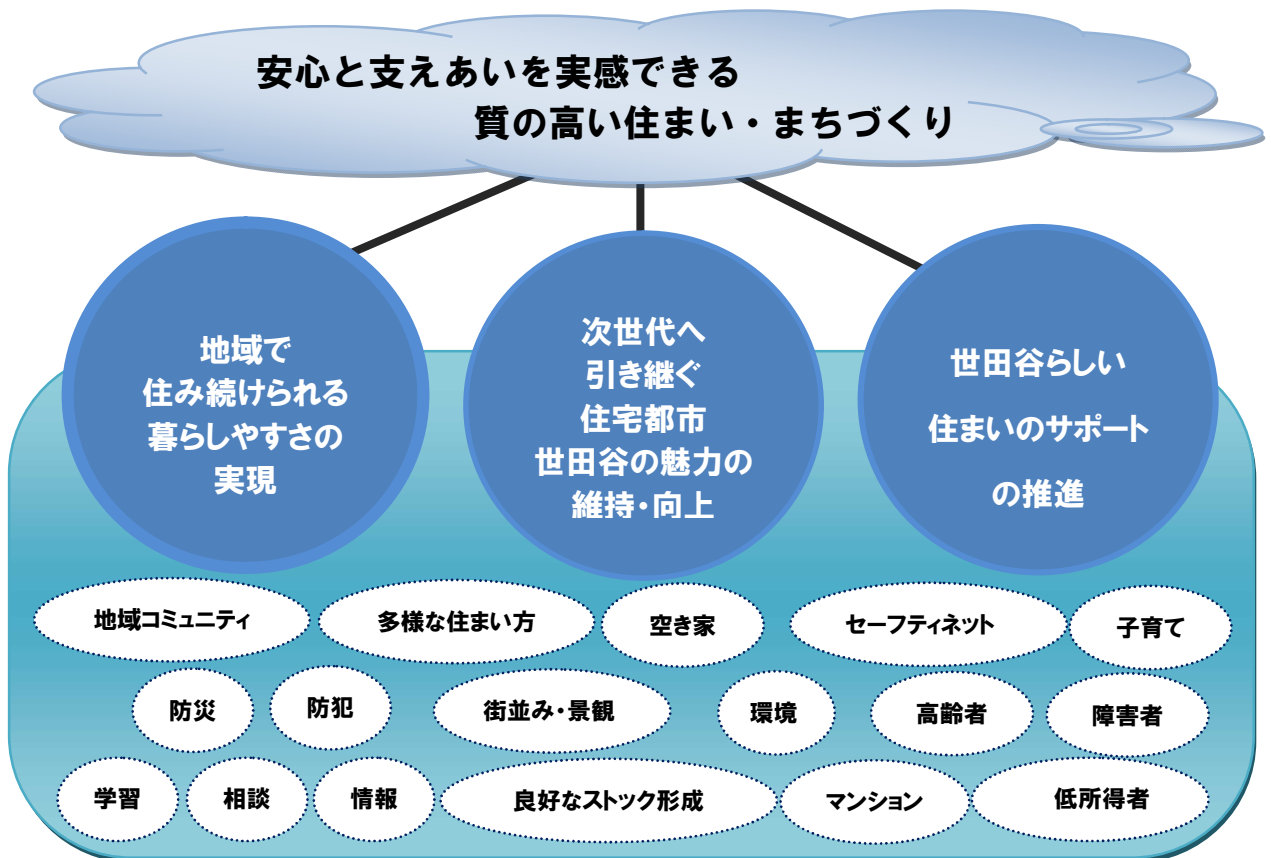 安心と支えあいを実感できる
質の高い住まい・まちづくり
地域で
住み続けられる
暮らしやすさの
実現
次世代へ
引き継ぐ
住宅都市
世田谷の魅力の
維持・向上
世田谷らしい
住まいのサポート
の推進
地域コミュニティ
多様な住まい方
空き家
セーフティネット
子育て
防災
防犯
街並み・景観
環境
高齢者
障害者
学習
相談
情報
良好なストック形成
マンション
低所得者